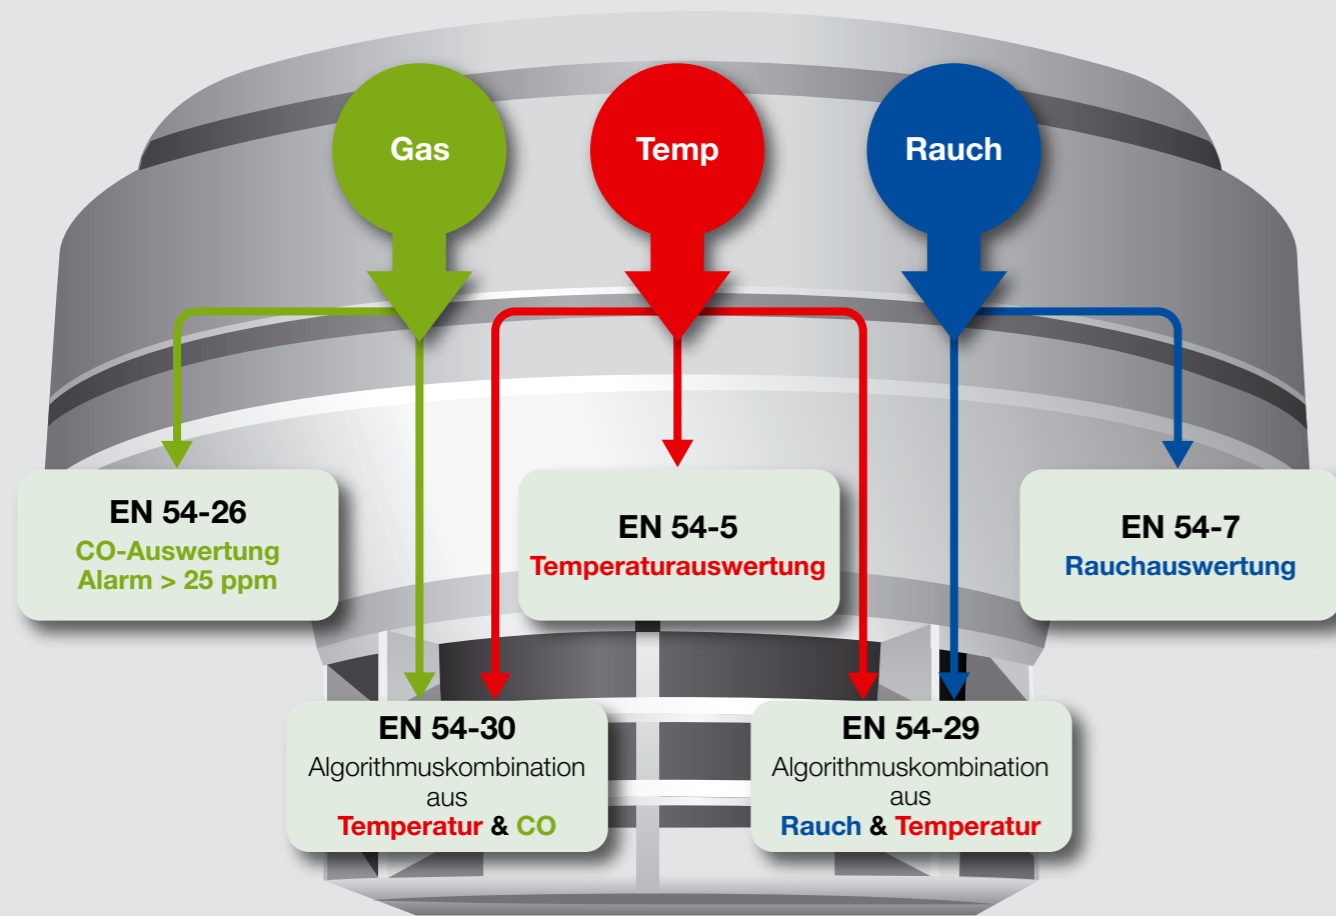 Gas
Temp
Rauch
EN 54-26
CO-Auswertung
Alarm > 25 ppm
EN 54-5
Temperaturauswertung
EN 54-7
Rauchauswertung
EN 54-30
Algorithmuskombination
aus
Temperatur & CO
EN 54-29
Algorithmuskombination
aus
Rauch & Temperatur